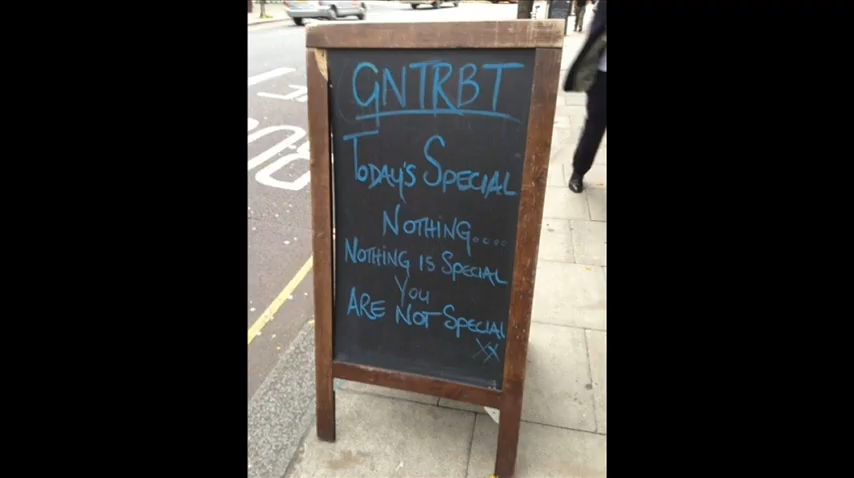 GNTRBT
Today's Special
Nothing....
Nothing is Special
You
Are Not Special
xx